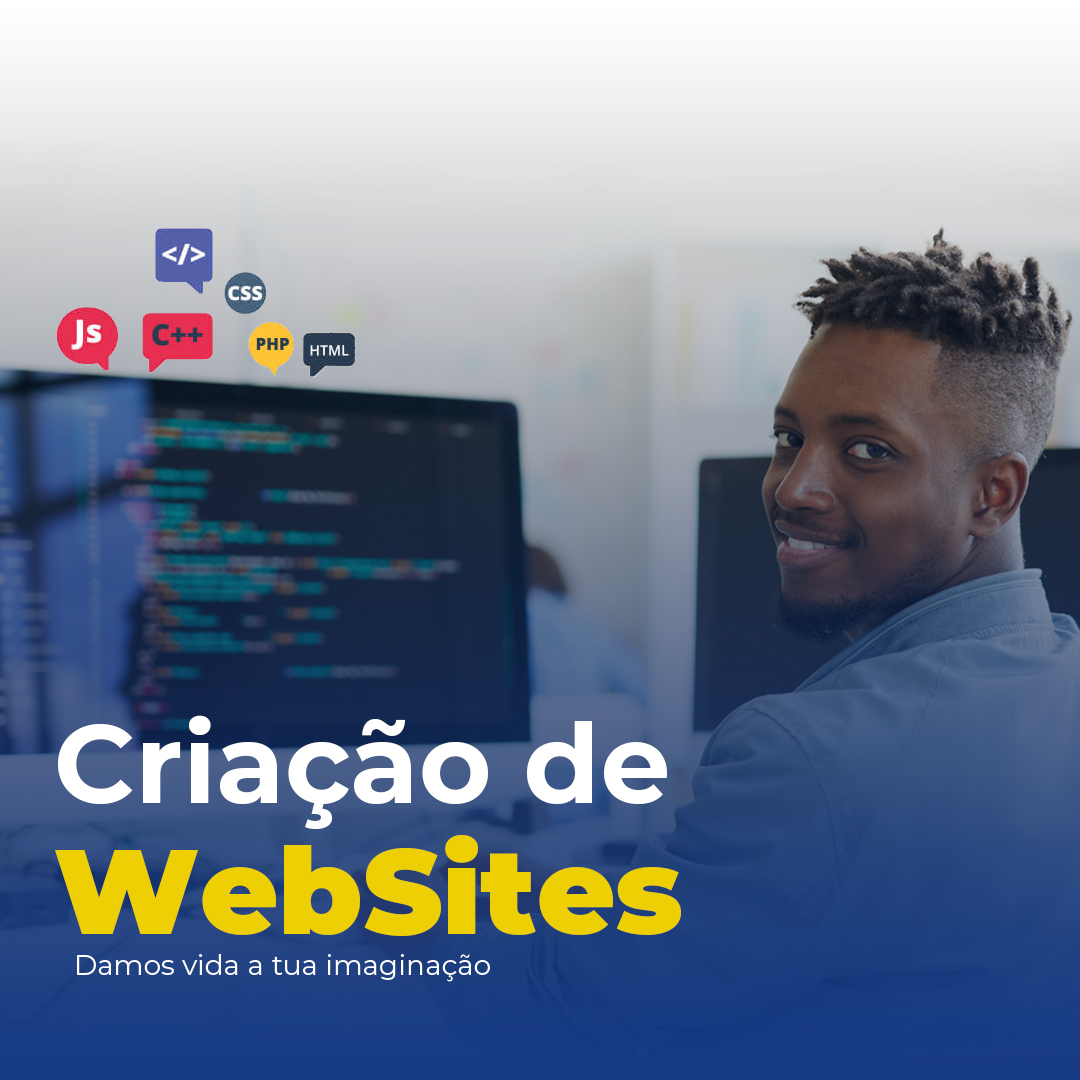 </>
CSS
Js
C++
PHP
HTML
Criação de
WebSites
Damos vida a tua imaginação